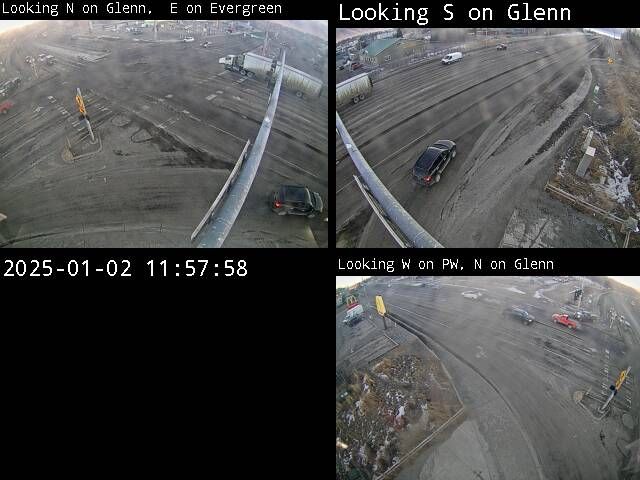 Looking N on Glenn,  E on Evergreen
Looking S on Glenn
2025-01-02 11:57:58
Looking W on PW, N on Glenn